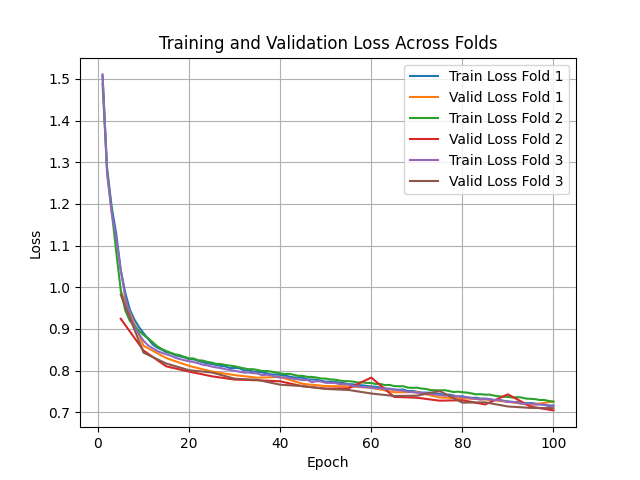 Training and Validation Loss Across Folds
1.5
1.4
1.3
1.2
1.1
1.0
0.9
0.8
0.7
Loss
Train Loss Fold 1
Valid Loss Fold 1
Train Loss Fold 2
Valid Loss Fold 2
Train Loss Fold 3
Valid Loss Fold 3
0 20 40 60 80 100
Epoch